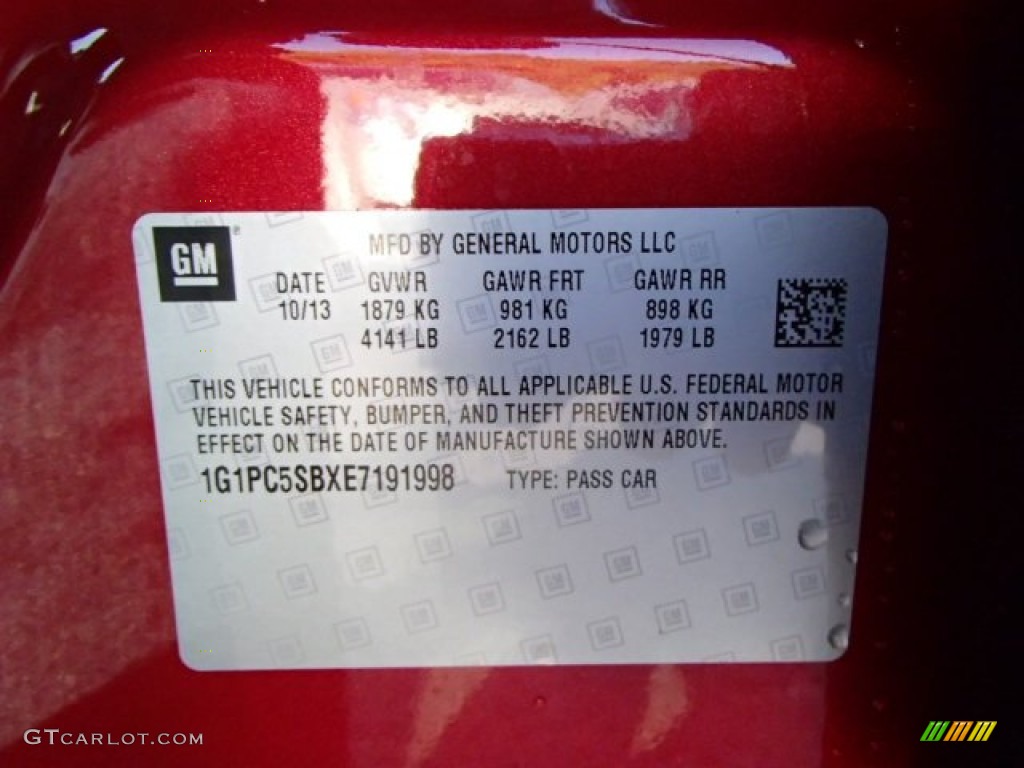 GM®
MFD BY GENERAL MOTORS LLC
DATE GVWR GAWR FRT GAWR RR
10/13 1879 KG 981 KG 898 KG
4141 LB 2162 LB 1979 LB
THIS VEHICLE CONFORMS TO ALL APPLICABLE U.S. FEDERAL MOTOR
VEHICLE SAFETY, BUMPER, AND THEFT PREVENTION STANDARDS IN
EFFECT ON THE DATE OF MANUFACTURE SHOWN ABOVE.
1G1PC5SBXE7191998 TYPE: PASS CAR
GTCARLOT.COM